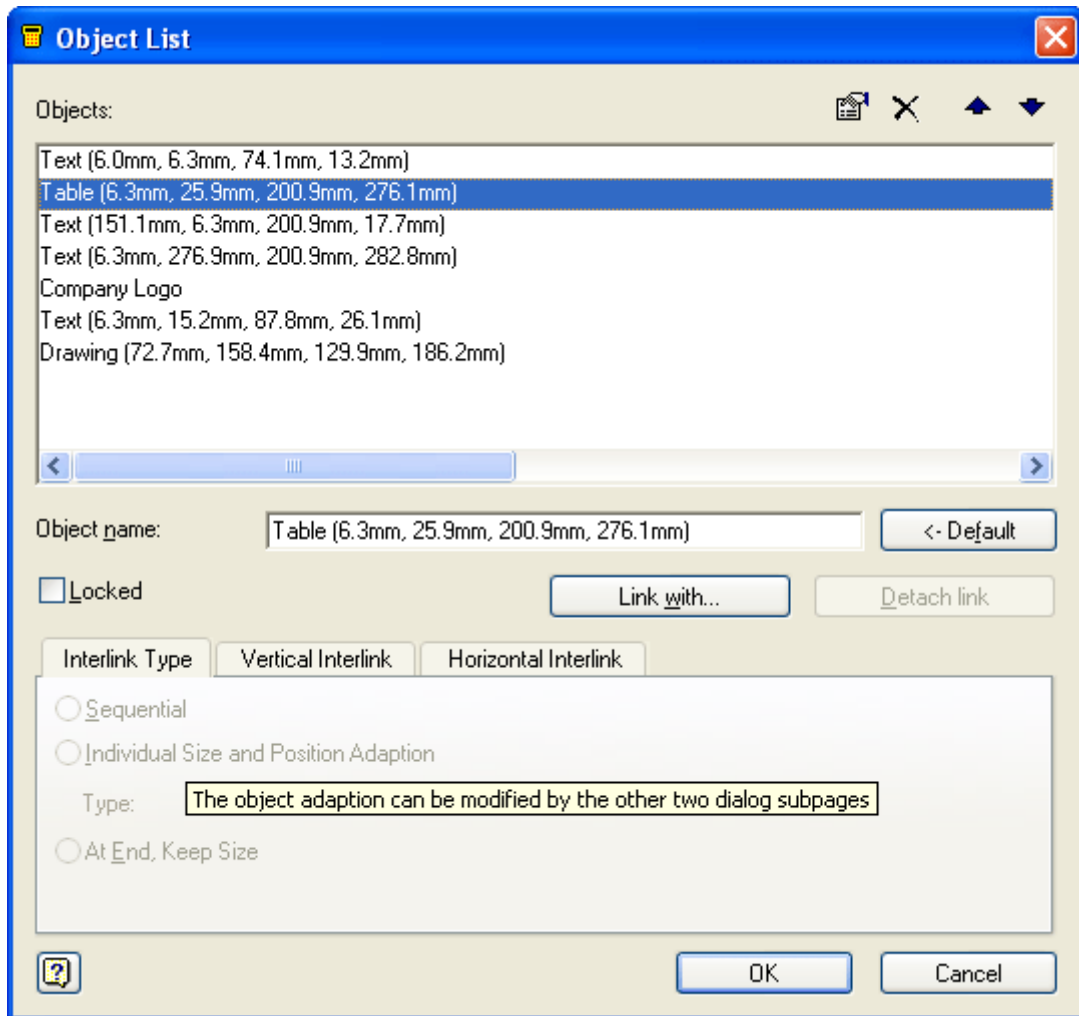 Object List
Objects:
Text (6.0mm, 6.3mm, 74.1mm, 13.2mm)
Table (6.3mm, 25.9mm, 200.9mm, 276.1mm)
Text (151.1mm, 6.3mm, 200.9mm, 17.7mm)
Text (6.3mm, 276.9mm, 200.9mm, 282.8mm)
Company Logo
Text (6.3mm, 15.2mm, 87.8mm, 26.1mm)
Drawing (72.7mm, 158.4mm, 129.9mm, 186.2mm)
Object name: Table (6.3mm, 25.9mm, 200.9mm, 276.1mm) <- Default
Locked Link with... Detach link
Interlink Type Vertical Interlink Horizontal Interlink
Sequential
Individual Size and Position Adaption
Type: The object adaption can be modified by the other two dialog subpages
At End, Keep Size
? OK Cancel